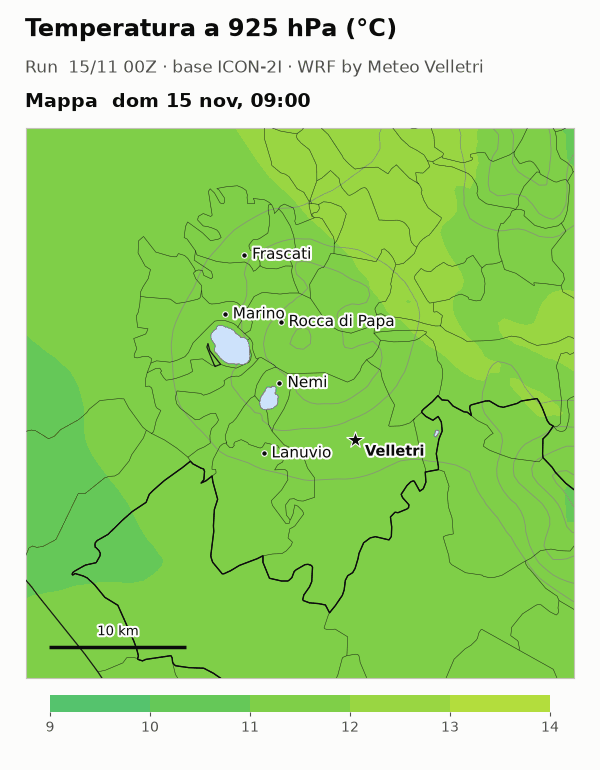 Temperatura a 925 hPa (°C)
Run  15/11 00Z · base ICON-2I · WRF by Meteo Velletri
Mappa  dom 15 nov, 09:00
Frascati
Marino
Rocca di Papa
Nemi
Velletri
Lanuvio
10 km
9 10 11 12 13 14